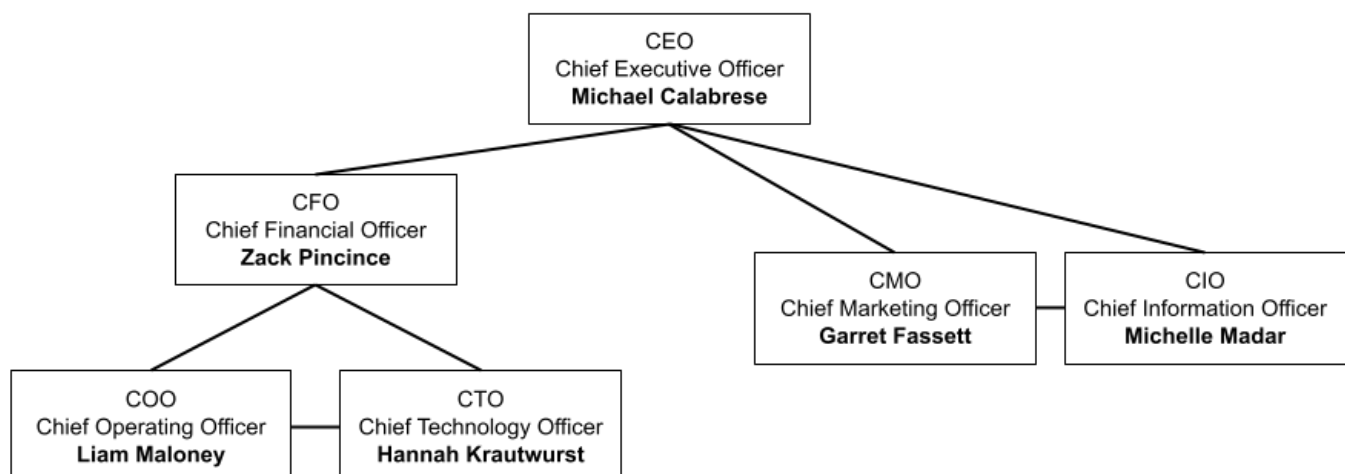 CEO
Chief Executive Officer
Michael Calabrese
CFO
Chief Financial Officer
Zack Pincince
CMO
Chief Marketing Officer
Garret Fassett
CIO
Chief Information Officer
Michelle Madar
COO
Chief Operating Officer
Liam Maloney
CTO
Chief Technology Officer
Hannah Krautwurst